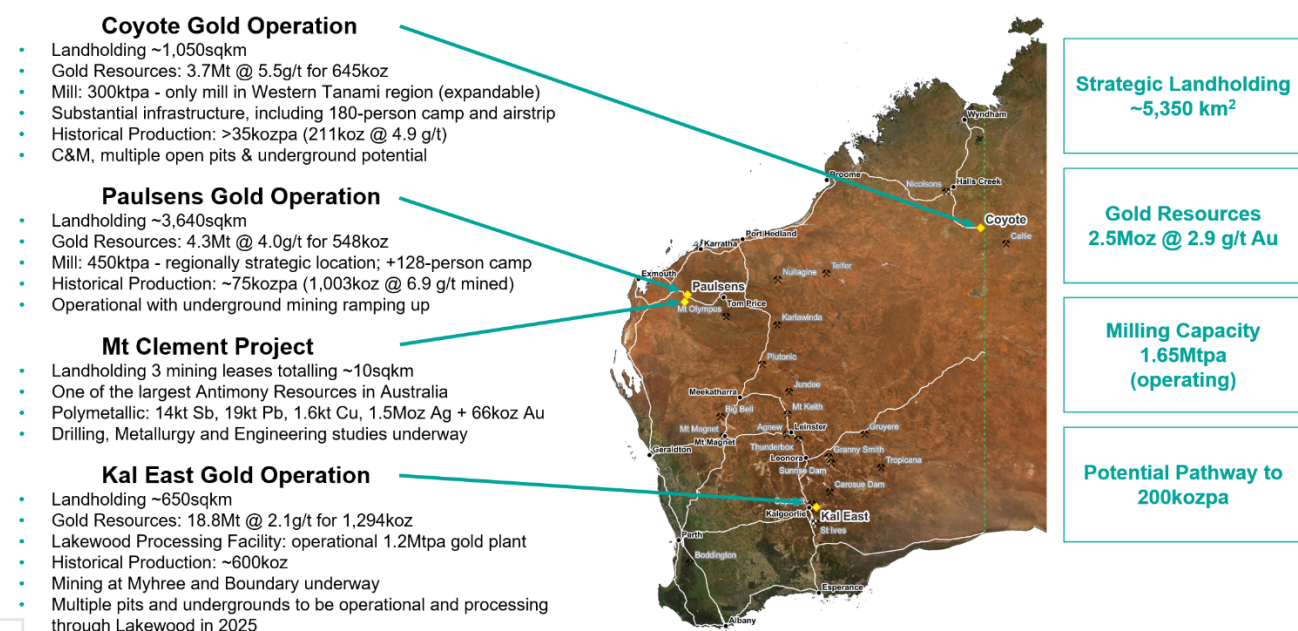 Coyote Gold Operation
• Landholding ~1,050sqkm
• Gold Resources: 3.7Mt @ 5.5g/t for 645koz
• Mill: 300ktpa - only mill in Western Tanami region (expandable)
• Substantial infrastructure, including 180-person camp and airstrip
• Historical Production: >35kozpa (211koz @ 4.9 g/t)
• C&M, multiple open pits & underground potential
Paulsens Gold Operation
• Landholding ~3,640sqkm
• Gold Resources: 4.3Mt @ 4.0g/t for 548koz
• Mill: 450ktpa - regionally strategic location; +128-person camp
• Historical Production: ~75kozpa (1,003koz @ 6.9 g/t mined)
• Operational with underground mining ramping up
Mt Clement Project
• Landholding 3 mining leases totalling ~10sqkm
• One of the largest Antimony Resources in Australia
• Polymetallic: 14kt Sb, 19kt Pb, 1.6kt Cu, 1.5Moz Ag + 66koz Au
• Drilling, Metallurgy and Engineering studies underway
Kal East Gold Operation
• Landholding ~650sqkm
• Gold Resources: 18.8Mt @ 2.1g/t for 1,294koz
• Lakewood Processing Facility: operational 1.2Mtpa gold plant
• Historical Production: ~600koz
• Mining at Myhree and Boundary underway
• Multiple pits and undergrounds to be operational and processing
through Lakewood in 2025
Wyndham
Broome
Nicolsons
Halls Creek
Coyote
Callie
Port Hedland
Karratha
Exmouth
Nullagine
Telfer
Paulsens
Tom Price
Mt Olympus
Karlawinda
Plutonic
Meekatharra
Jundee
Big Bell
Mt Keith
Mt Magnet
Mt Magnet
Agnew
Leinster
Gruyere
Geraldton
Thunderbox
Granny Smith
Leonora
Sunrise Dam
Tropicana
Carosue Dam
Kalgoorlie
Kal East
St Ives
Perth
Boddington
Esperance
Albany
Strategic Landholding
~5,350 km²
Gold Resources
2.5Moz @ 2.9 g/t Au
Milling Capacity
1.65Mtpa
(operating)
Potential Pathway to
200kozpa